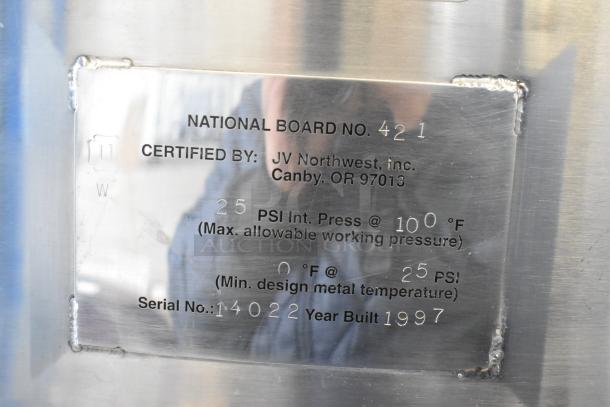 NATIONAL BOARD NO. 421
CERTIFIED BY: JV Northwest, Inc.
Canby, OR 97013
U
W
25 PSI Int. Press @ 100 °F
(Max. allowable working pressure)
AUCTION
0 °F @ 25 PSI
(Min. design metal temperature)
Serial No.: 14022 Year Built 1997